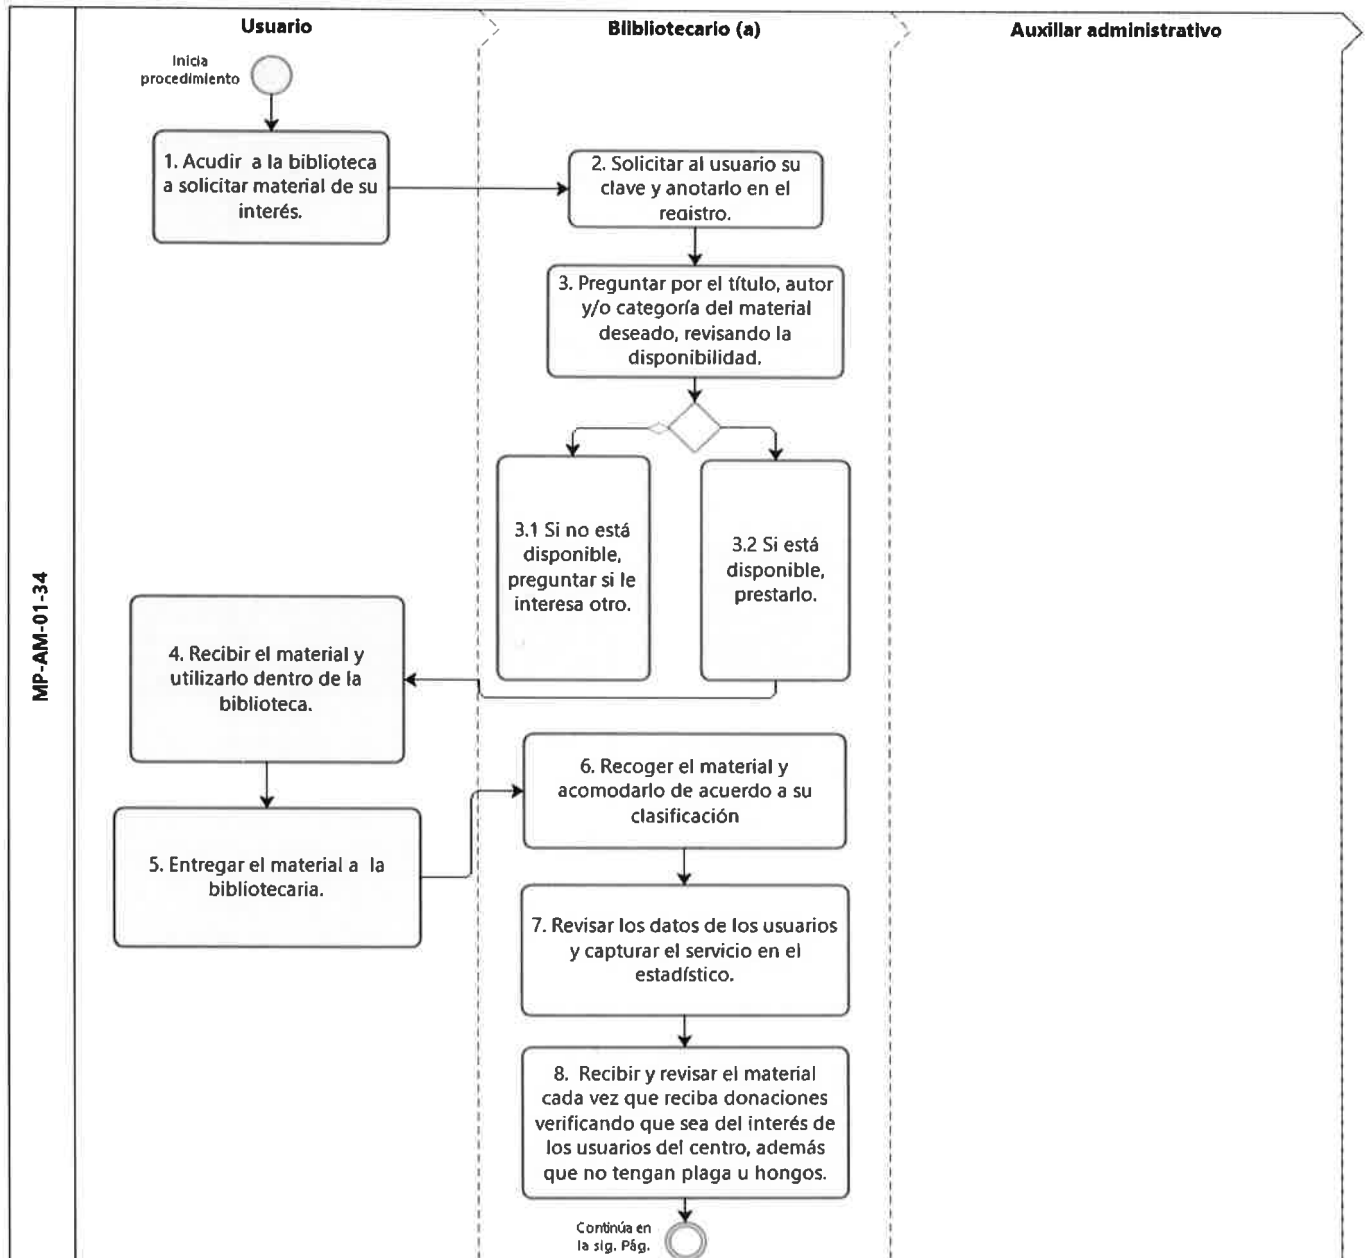 Usuario
Bilbliotecario (a)
Auxiliar administrativo
MP-AM-01-34
Inicia
procedimiento
1. Acudir a la biblioteca
a solicitar material de su
interés.
2. Solicitar al usuario su
clave y anotarlo en el
registro.
3. Preguntar por el título, autor
y/o categoría del material
deseado, revisando la
disponibilidad.
3.1 Si no está
disponible,
preguntar si le
interesa otro.
3.2 Si está
disponible,
prestarlo.
4. Recibir el material y
utilizarlo dentro de la
biblioteca.
5. Entregar el material a la
bibliotecaria.
6. Recoger el material y
acomodarlo de acuerdo a su
clasificación
7. Revisar los datos de los usuarios
y capturar el servicio en el
estadístico.
8. Recibir y revisar el material
cada vez que reciba donaciones
verificando que sea del interés de
los usuarios del centro, además
que no tengan plaga u hongos.
Continúa en
la sig. Pág.